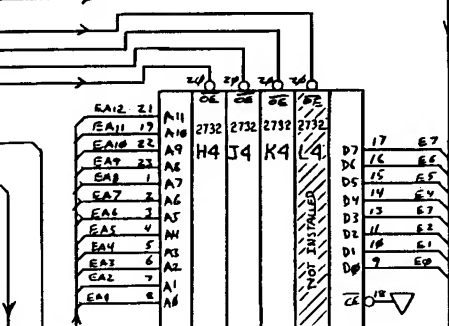 20 20 20 20
OE OE OE OE
EA12 21 A11
EA11 19 A10
EA10 22 A9
EA9 23 A8
EA8 1 A7
EA7 2 A6
EA6 3 A5
EA5 4 A4
EA4 5 A3
EA3 6 A2
EA2 7 A1
EA1 8 A0
2732 2732 2732 2732
H4 J4 K4 L4
NOT INSTALLED
D7 17 E7
D6 16 E6
D5 15 E5
D4 14 E4
D3 13 E3
D2 11 E2
D1 10 E1
D0 9 E0
CE 18